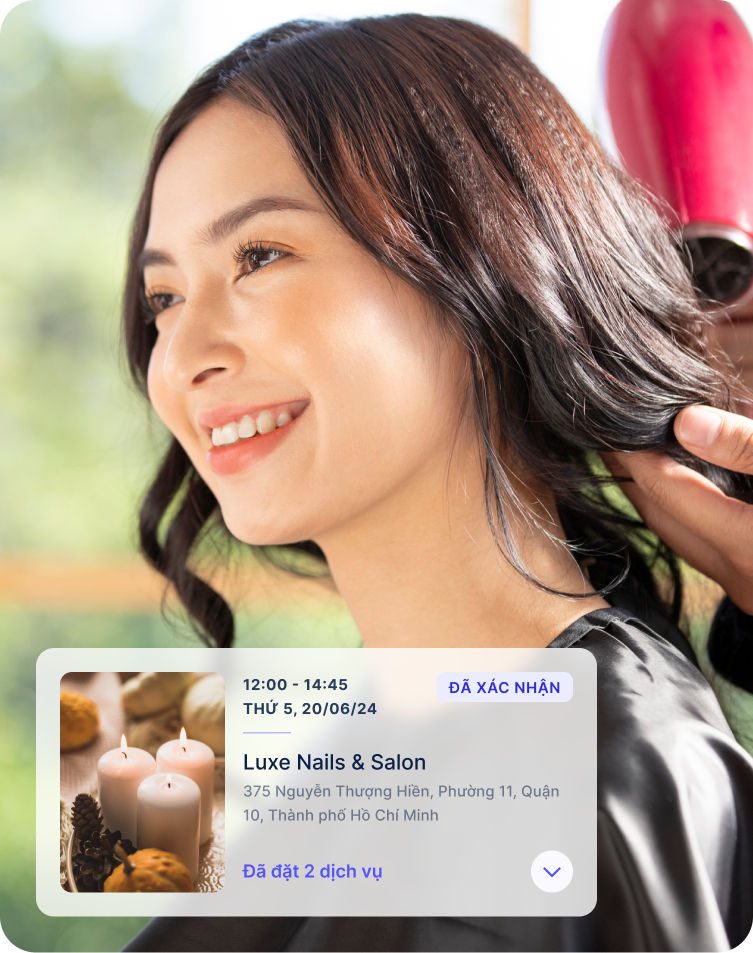 12:00 - 14:45
ĐÃ XÁC NHẬN
THỨ 5, 20/06/24
Luxe Nails & Salon
375 Nguyễn Thượng Hiền, Phường 11, Quận
10, Thành phố Hồ Chí Minh
Đã đặt 2 dịch vụ